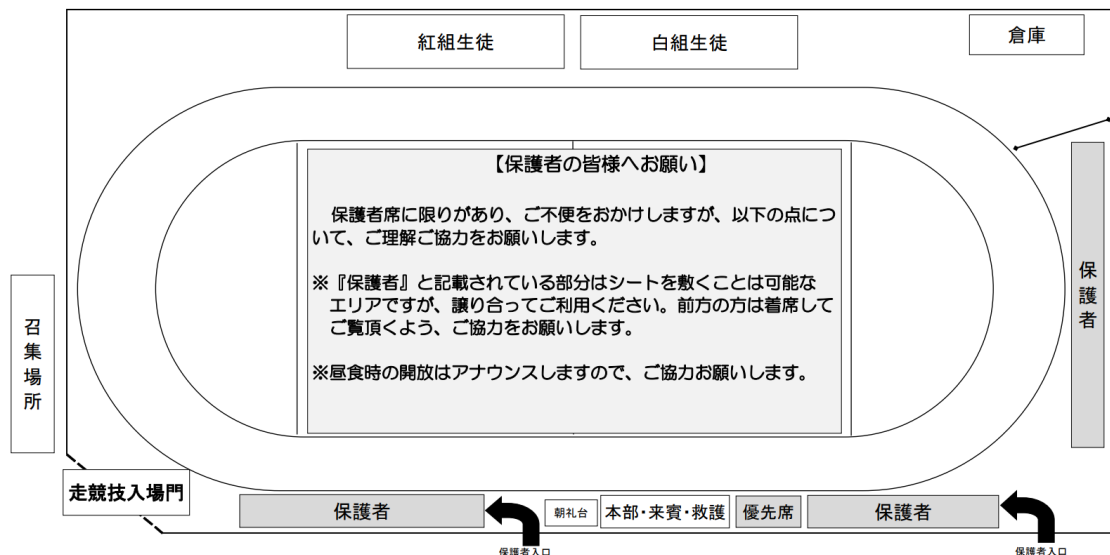 紅組生徒
白組生徒
倉庫
【保護者の皆様へお願い】
保護者席に限りがあり、ご不便をおかけしますが、以下の点につ
いて、ご理解ご協力をお願いします。
※『保護者』と記載されている部分はシートを敷くことは可能な
エリアですが、譲り合ってご利用ください。前方の方は着席して
ご覧頂くよう、ご協力をお願いします。
※昼食時の開放はアナウンスしますので、ご協力お願いします。
保護者
召集場所
走競技入場門
保護者
朝礼台
本部・来賓・救護
優先席
保護者
保護者入口
保護者入口